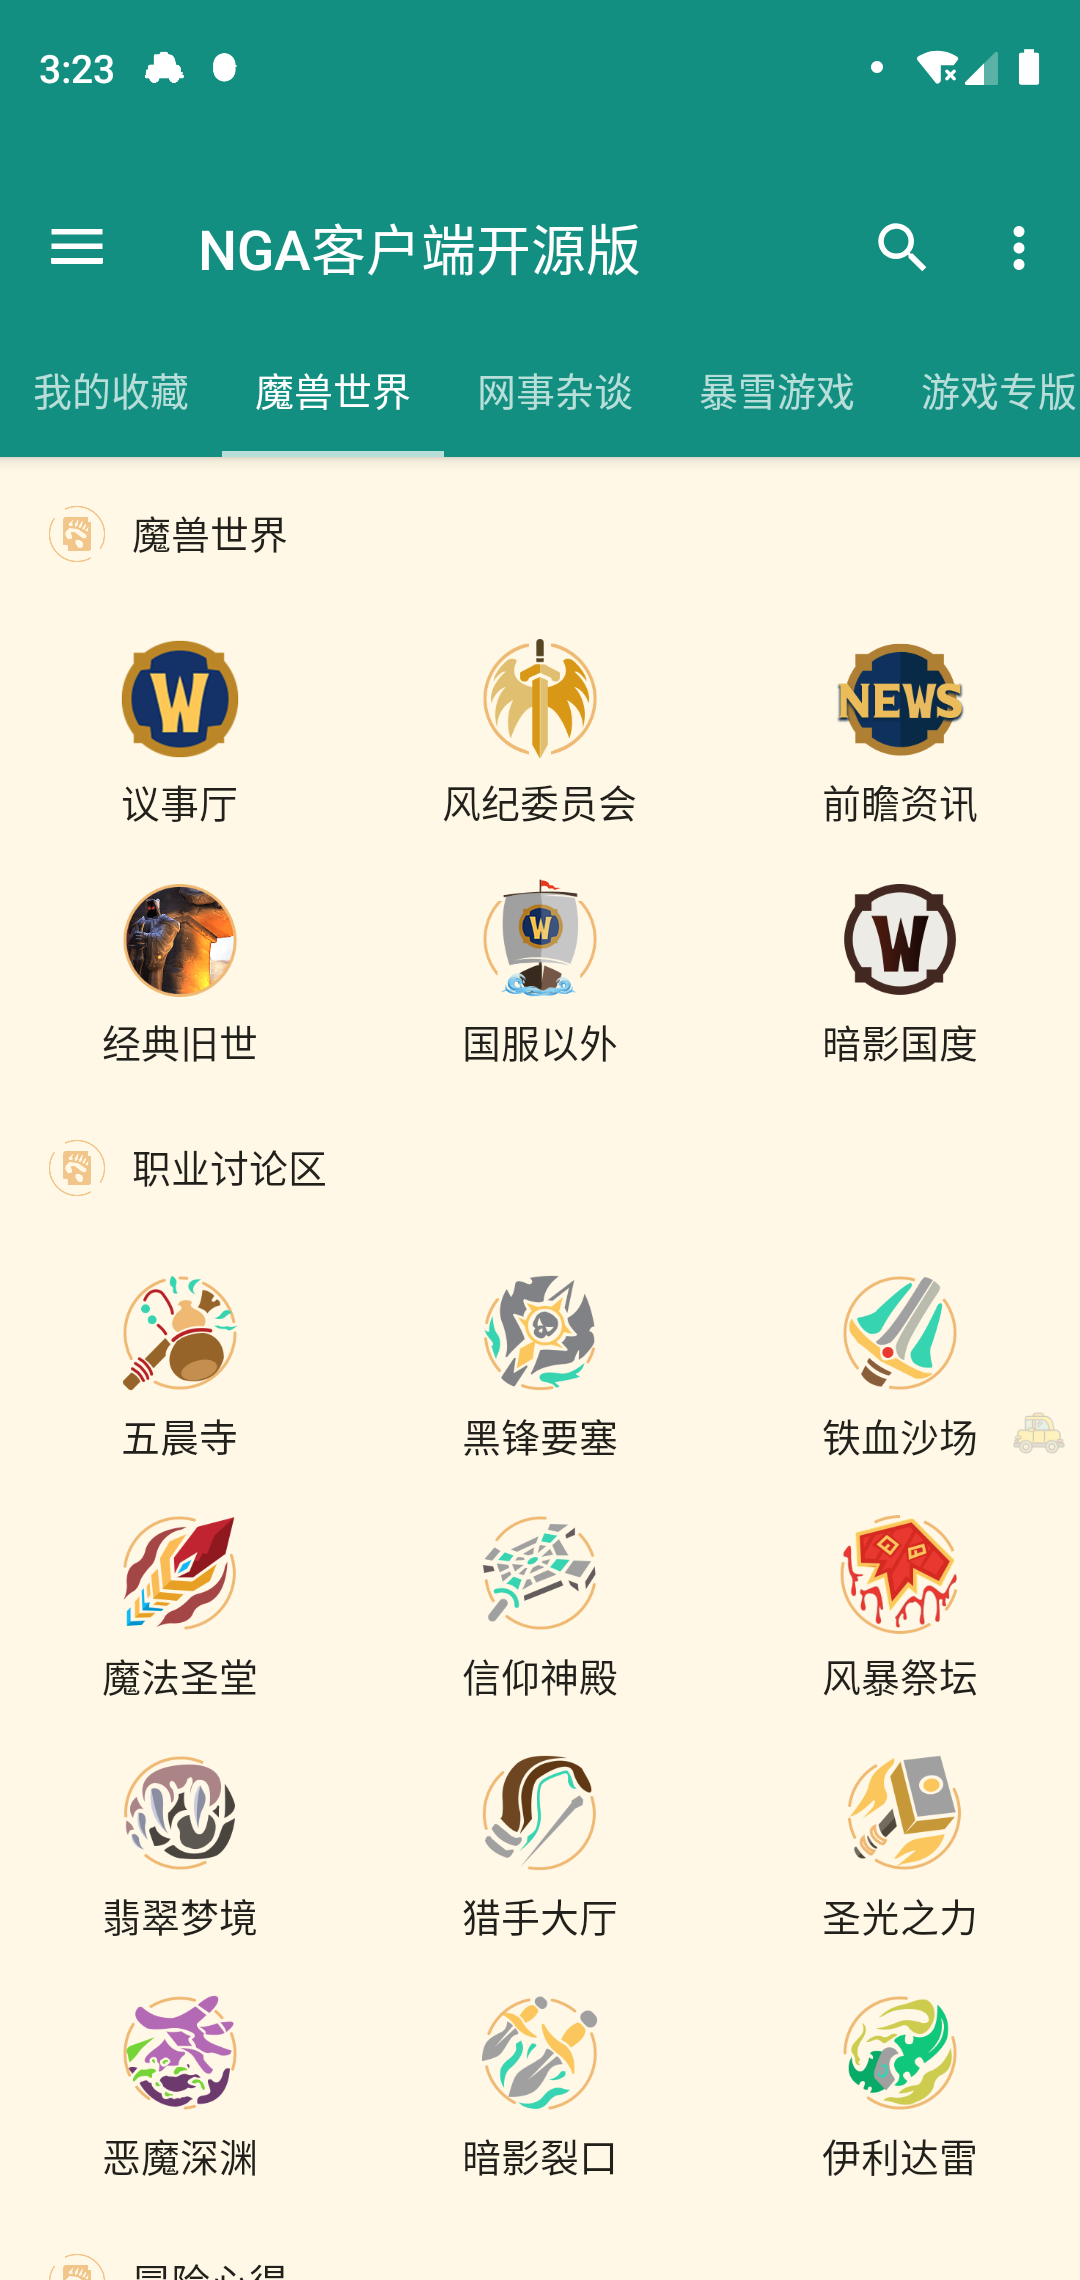 3:23
NGA客户端开源版
我的收藏 魔兽世界 网事杂谈 暴雪游戏 游戏专版
魔兽世界
W NEWS
议事厅 风纪委员会 前瞻资讯
W W
经典旧世 国服以外 暗影国度
职业讨论区
五晨寺 黑锋要塞 铁血沙场
魔法圣堂 信仰神殿 风暴祭坛
翡翠梦境 猎手大厅 圣光之力
恶魔深渊 暗影裂口 伊利达雷
冒险心得